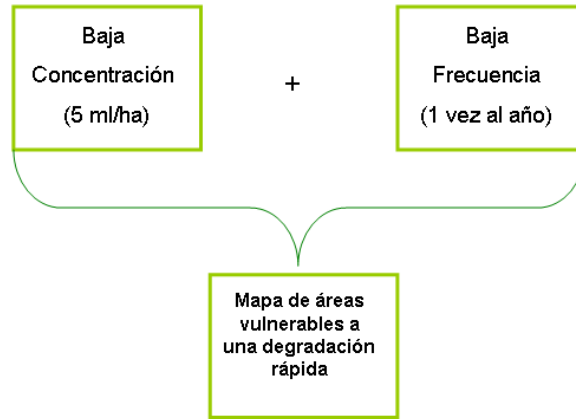 Baja
Concentración
(5 ml/ha)
+
Baja
Frecuencia
(1 vez al año)
Mapa de áreas
vulnerables a
una degradación
rápida